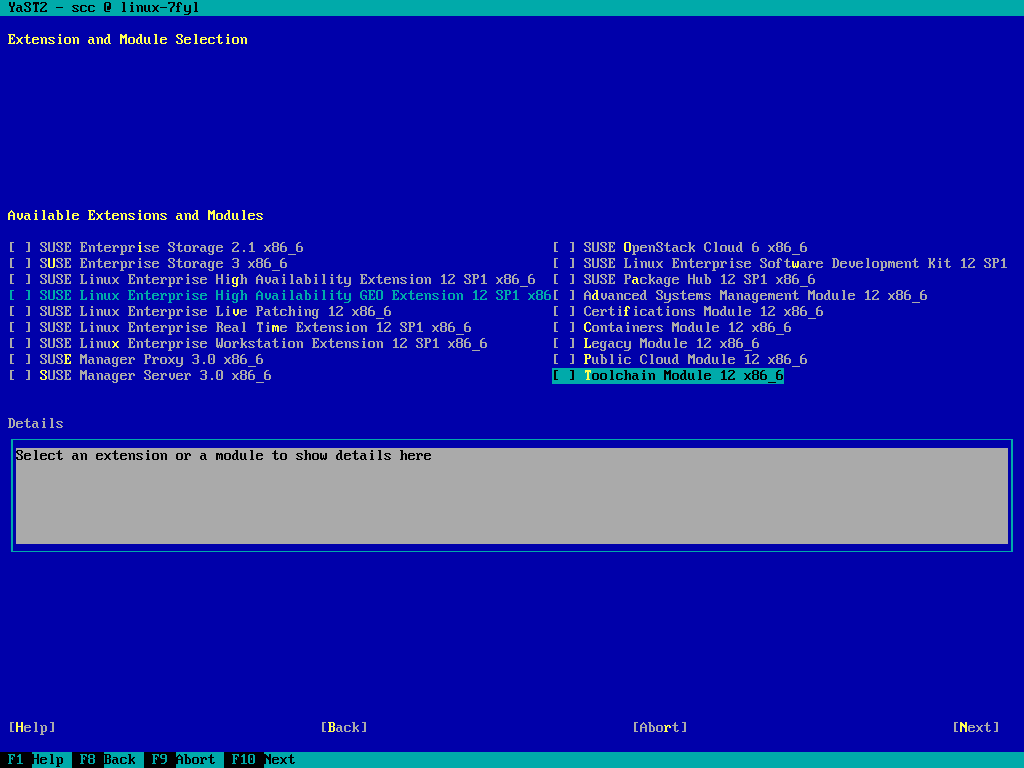 YaST2 - scc @ linux-7fyl
Extension and Module Selection
Available Extensions and Modules
[ ] SUSE Enterprise Storage 2.1 x86_6
[ ] SUSE Enterprise Storage 3 x86_6
[ ] SUSE Linux Enterprise High Availability Extension 12 SP1 x86_6
[ ] SUSE Linux Enterprise High Availability GEO Extension 12 SP1 x86
[ ] SUSE Linux Enterprise Live Patching 12 x86_6
[ ] SUSE Linux Enterprise Real Time Extension 12 SP1 x86_6
[ ] SUSE Linux Enterprise Workstation Extension 12 SP1 x86_6
[ ] SUSE Manager Proxy 3.0 x86_6
[ ] SUSE Manager Server 3.0 x86_6
[ ] SUSE OpenStack Cloud 6 x86_6
[ ] SUSE Linux Enterprise Software Development Kit 12 SP1
[ ] SUSE Package Hub 12 SP1 x86_6
[ ] Advanced Systems Management Module 12 x86_6
[ ] Certifications Module 12 x86_6
[ ] Containers Module 12 x86_6
[ ] Legacy Module 12 x86_6
[ ] Public Cloud Module 12 x86_6
[ ] Toolchain Module 12 x86_6
Details
Select an extension or a module to show details here
[Help] [Back] [Abort] [Next]
F1 Help F8 Back F9 Abort F10 Next